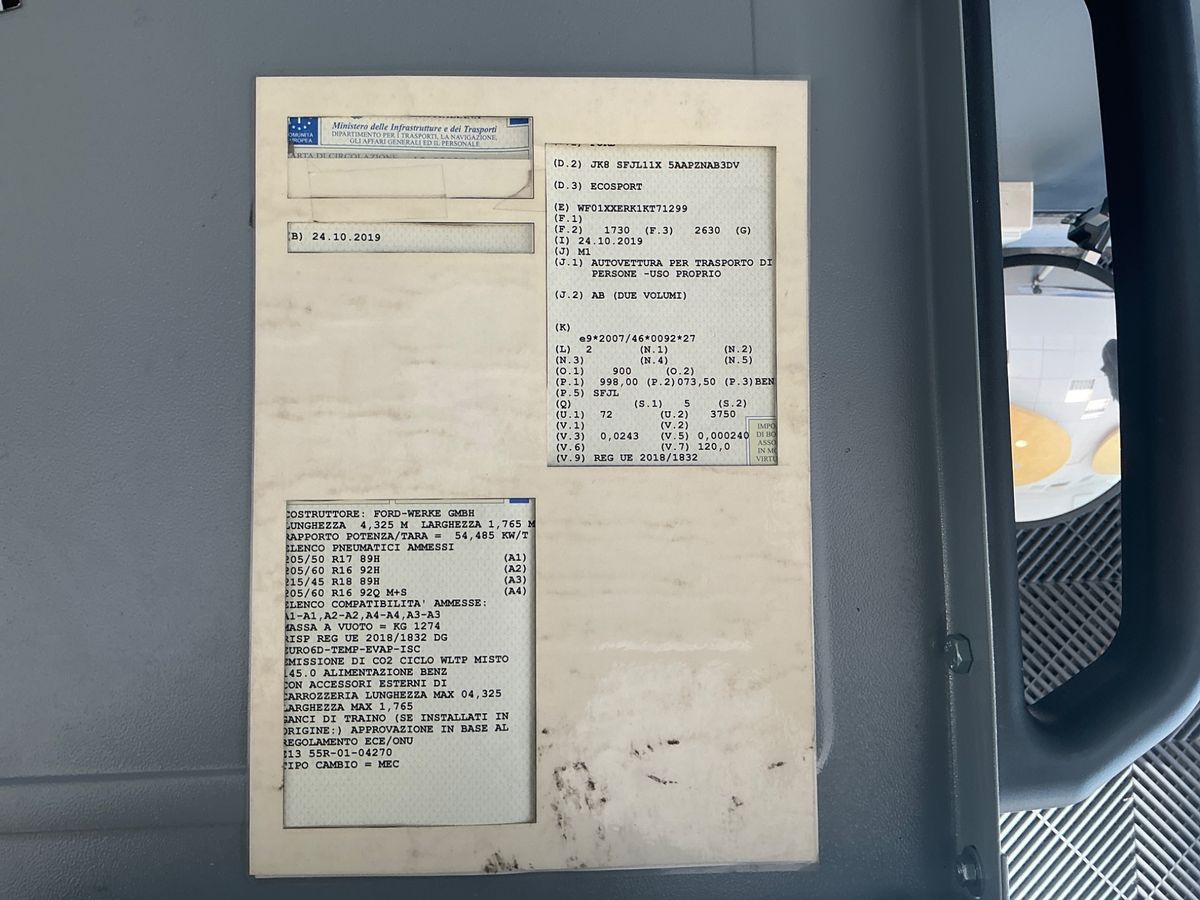 Ministero delle Infrastrutture e dei Trasporti
DIPARTIMENTO PER I TRASPORTI, LA NAVIGAZIONE,
GLI AFFARI GENERALI ED IL PERSONALE
ARTA DI CIRCOLAZIONE
(B) 24.10.2019
(D.2) JK8 SFJL11X 5AAPZNAB3DV
(D.3) ECOSPORT
(E) WF01XXERK1KT71299
(F.1)
(F.2) 1730 (F.3) 2630 (G)
(I) 24.10.2019
(J) M1
(J.1) AUTOVETTURA PER TRASPORTO DI
PERSONE -USO PROPRIO
(J.2) AB (DUE VOLUMI)
(K)
e9*2007/46*0092*27
(L) 2 (N.1) (N.2)
(N.3) (N.4) (N.5)
(O.1) 900 (O.2)
(P.1) 998,00 (P.2)073,50 (P.3)BEN
(P.5) SFJL
(Q) (S.1) 5 (S.2)
(U.1) 72 (U.2) 3750
(V.1) (V.2)
(V.3) 0,0243 (V.5) 0,000240
(V.6) (V.7) 120,0
(V.9) REG UE 2018/1832
IMPO
DI BO
ASSO
IN MO
VIRTU
COSTRUTTORE: FORD-WERKE GMBH
LUNGHEZZA 4,325 M LARGHEZZA 1,765 M
RAPPORTO POTENZA/TARA = 54,485 KW/T
ELENCO PNEUMATICI AMMESSI
205/50 R17 89H (A1)
205/60 R16 92H (A2)
215/45 R18 89H (A3)
205/60 R16 92Q M+S (A4)
ELENCO COMPATIBILITA' AMMESSE:
A1-A1,A2-A2,A4-A4,A3-A3
MASSA A VUOTO = KG 1274
RISP REG UE 2018/1832 DG
EURO6D-TEMP-EVAP-ISC
EMISSIONE DI CO2 CICLO WLTP MISTO
145.0 ALIMENTAZIONE BENZ
CON ACCESSORI ESTERNI DI
CARROZZERIA LUNGHEZZA MAX 04,325
LARGHEZZA MAX 1,765
GANCI DI TRAINO (SE INSTALLATI IN
ORIGINE:) APPROVAZIONE IN BASE AL
REGOLAMENTO ECE/ONU
E13 55R-01-04270
TIPO CAMBIO = MEC